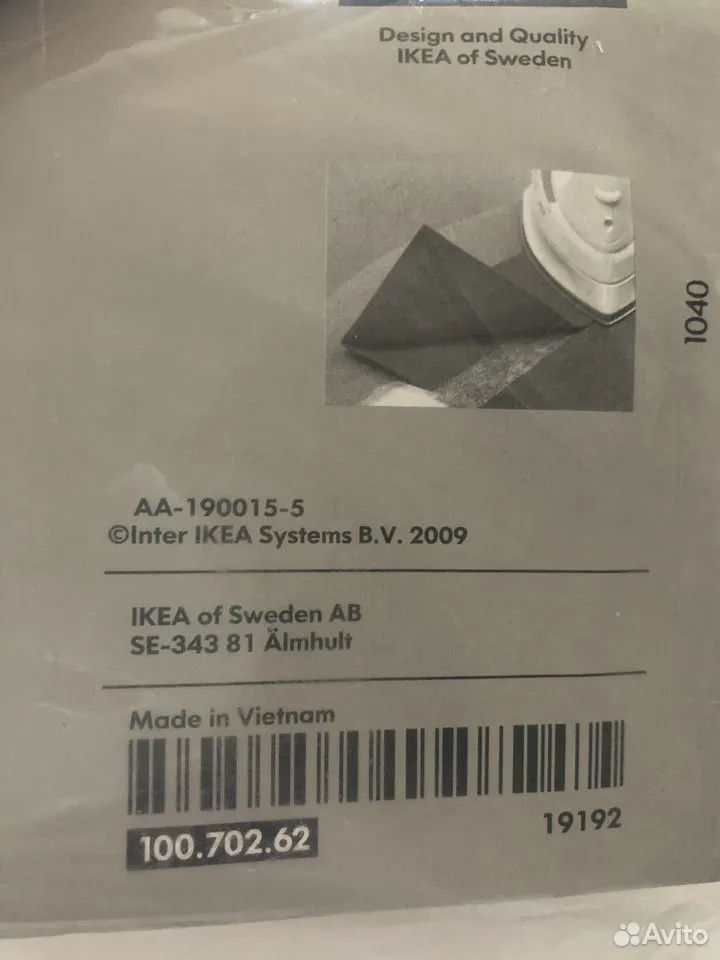 Design and Quality
IKEA of Sweden
1040
AA-190015-5
©Inter IKEA Systems B.V. 2009
IKEA of Sweden AB
SE-343 81 Älmhult
Made in Vietnam
100.702.62
19192
Avito